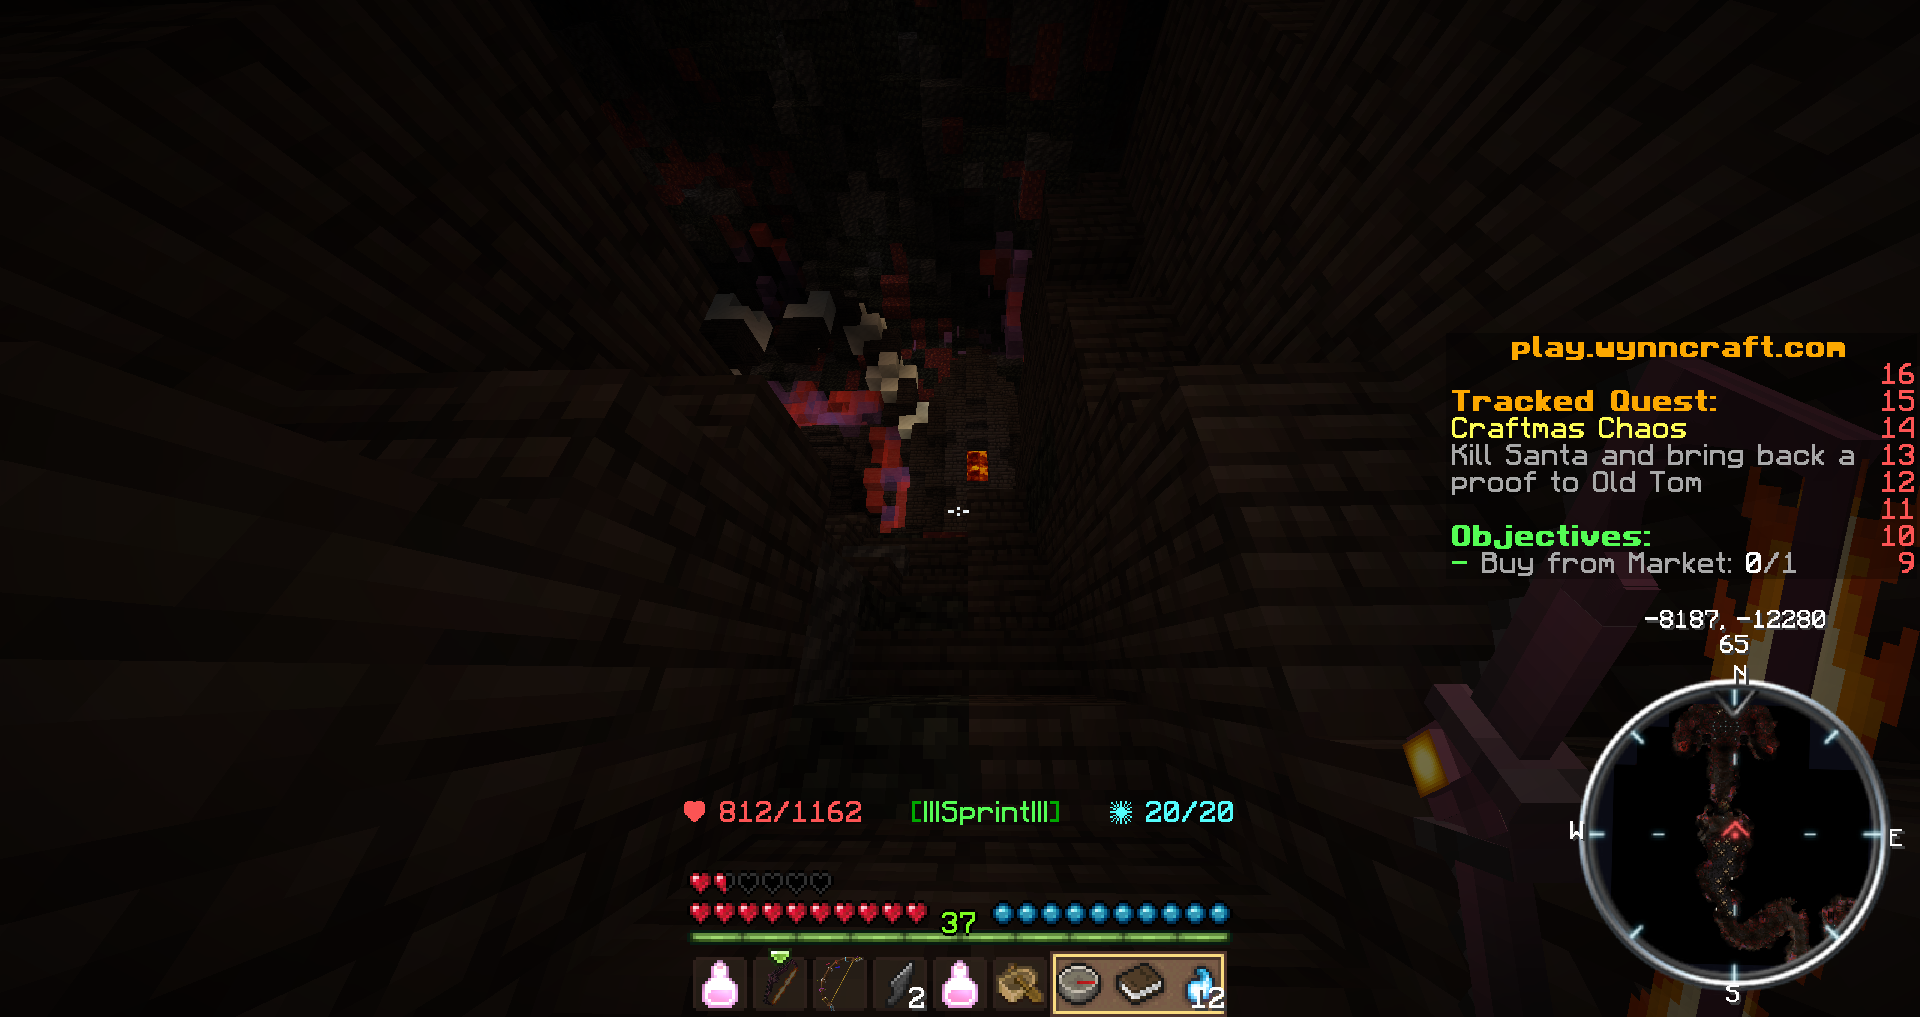 play.wynncraft.com
16
Tracked Quest: 15
Craftmas Chaos 14
Kill Santa and bring back a 13
proof to Old Tom 12
11
Objectives: 10
- Buy from Market: 0/1 9
-8187, -12280
65
N
W
E
S
812/1162 [|||Sprint|||] 20/20
37
2
12